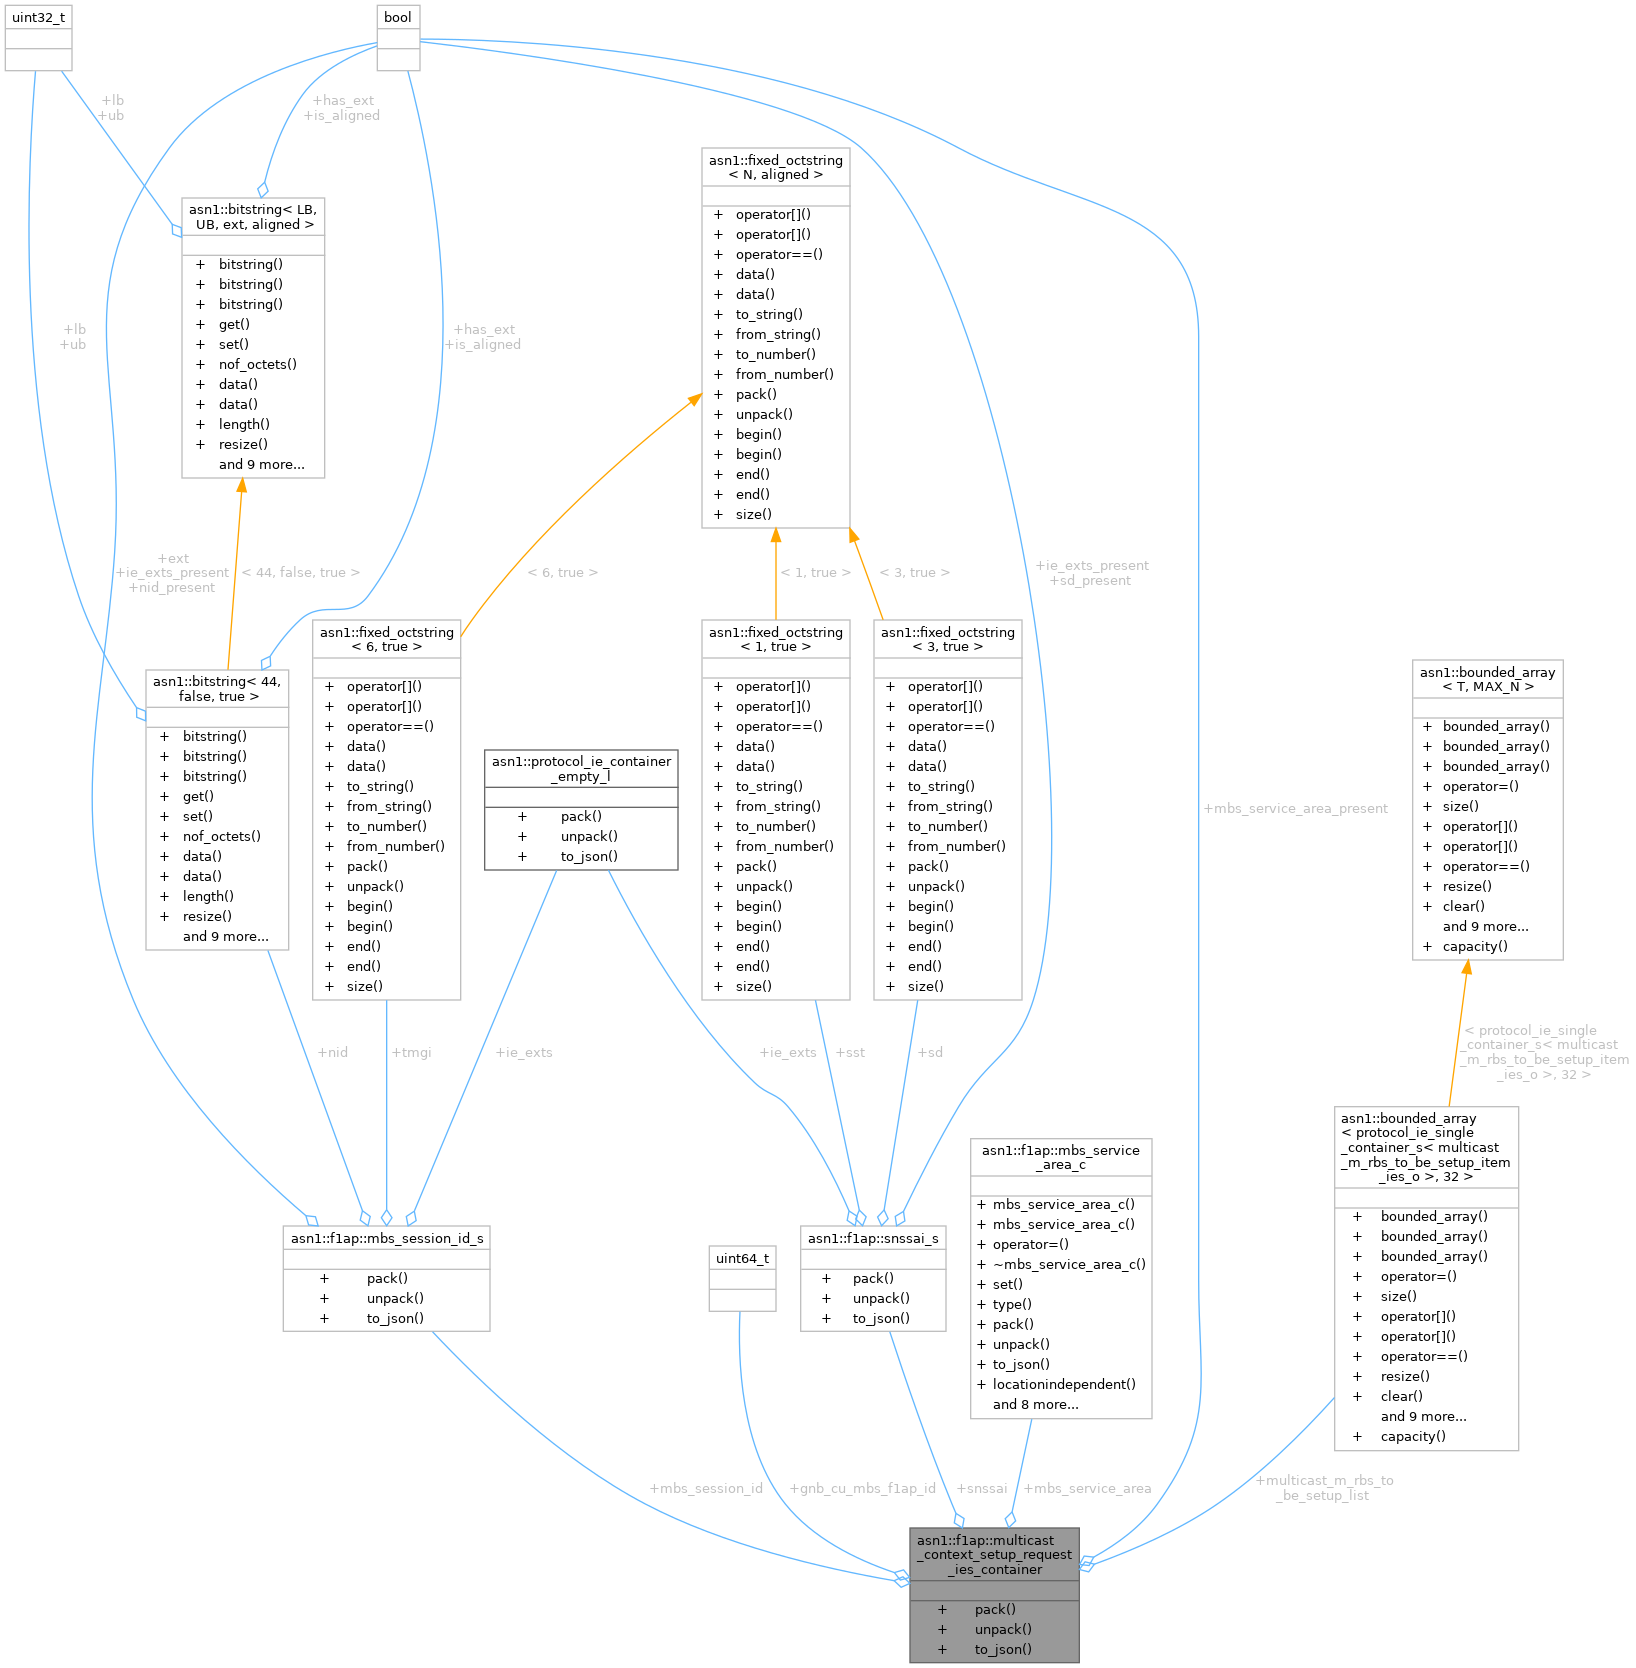 uint32_t
bool
+lb
+ub
+has_ext
+is_aligned
asn1::fixed_octstring
< N, aligned >
+ operator[]()
+ operator[]()
+ operator==()
+ data()
+ data()
+ to_string()
+ from_string()
+ to_number()
+ from_number()
+ pack()
+ unpack()
+ begin()
+ begin()
+ end()
+ end()
+ size()
asn1::bitstring< LB,
UB, ext, aligned >
+ bitstring()
+ bitstring()
+ bitstring()
+ get()
+ set()
+ nof_octets()
+ data()
+ data()
+ length()
+ resize()
and 9 more...
+lb
+ub
+has_ext
+is_aligned
+ext
+ie_exts_present
+nid_present
< 44, false, true >
< 6, true >
< 1, true >
< 3, true >
+ie_exts_present
+sd_present
asn1::bitstring< 44,
false, true >
+ bitstring()
+ bitstring()
+ bitstring()
+ get()
+ set()
+ nof_octets()
+ data()
+ data()
+ length()
+ resize()
and 9 more...
asn1::fixed_octstring
< 6, true >
+ operator[]()
+ operator[]()
+ operator==()
+ data()
+ data()
+ to_string()
+ from_string()
+ to_number()
+ from_number()
+ pack()
+ unpack()
+ begin()
+ begin()
+ end()
+ end()
+ size()
asn1::protocol_ie_container
_empty_l
+ pack()
+ unpack()
+ to_json()
asn1::fixed_octstring
< 1, true >
+ operator[]()
+ operator[]()
+ operator==()
+ data()
+ data()
+ to_string()
+ from_string()
+ to_number()
+ from_number()
+ pack()
+ unpack()
+ begin()
+ begin()
+ end()
+ end()
+ size()
asn1::fixed_octstring
< 3, true >
+ operator[]()
+ operator[]()
+ operator==()
+ data()
+ data()
+ to_string()
+ from_string()
+ to_number()
+ from_number()
+ pack()
+ unpack()
+ begin()
+ begin()
+ end()
+ end()
+ size()
+mbs_service_area_present
asn1::bounded_array
< T, MAX_N >
+ bounded_array()
+ bounded_array()
+ bounded_array()
+ operator=()
+ size()
+ operator[]()
+ operator[]()
+ operator==()
+ resize()
+ clear()
and 9 more...
+ capacity()
+nid
+tmgi
+ie_exts
+ie_exts
+sst
+sd
< protocol_ie_single
_container_s< multicast
_m_rbs_to_be_setup_item
_ies_o >, 32 >
asn1::f1ap::mbs_session_id_s
+ pack()
+ unpack()
+ to_json()
uint64_t
asn1::f1ap::snssai_s
+ pack()
+ unpack()
+ to_json()
asn1::f1ap::mbs_service
_area_c
+ mbs_service_area_c()
+ mbs_service_area_c()
+ operator=()
+ ~mbs_service_area_c()
+ set()
+ type()
+ pack()
+ unpack()
+ to_json()
+ locationindependent()
and 8 more...
asn1::bounded_array
< protocol_ie_single
_container_s< multicast
_m_rbs_to_be_setup_item
_ies_o >, 32 >
+ bounded_array()
+ bounded_array()
+ bounded_array()
+ operator=()
+ size()
+ operator[]()
+ operator[]()
+ operator==()
+ resize()
+ clear()
and 9 more...
+ capacity()
+mbs_session_id
+gnb_cu_mbs_f1ap_id
+snssai
+mbs_service_area
+multicast_m_rbs_to
_be_setup_list
asn1::f1ap::multicast
_context_setup_request
_ies_container
+ pack()
+ unpack()
+ to_json()